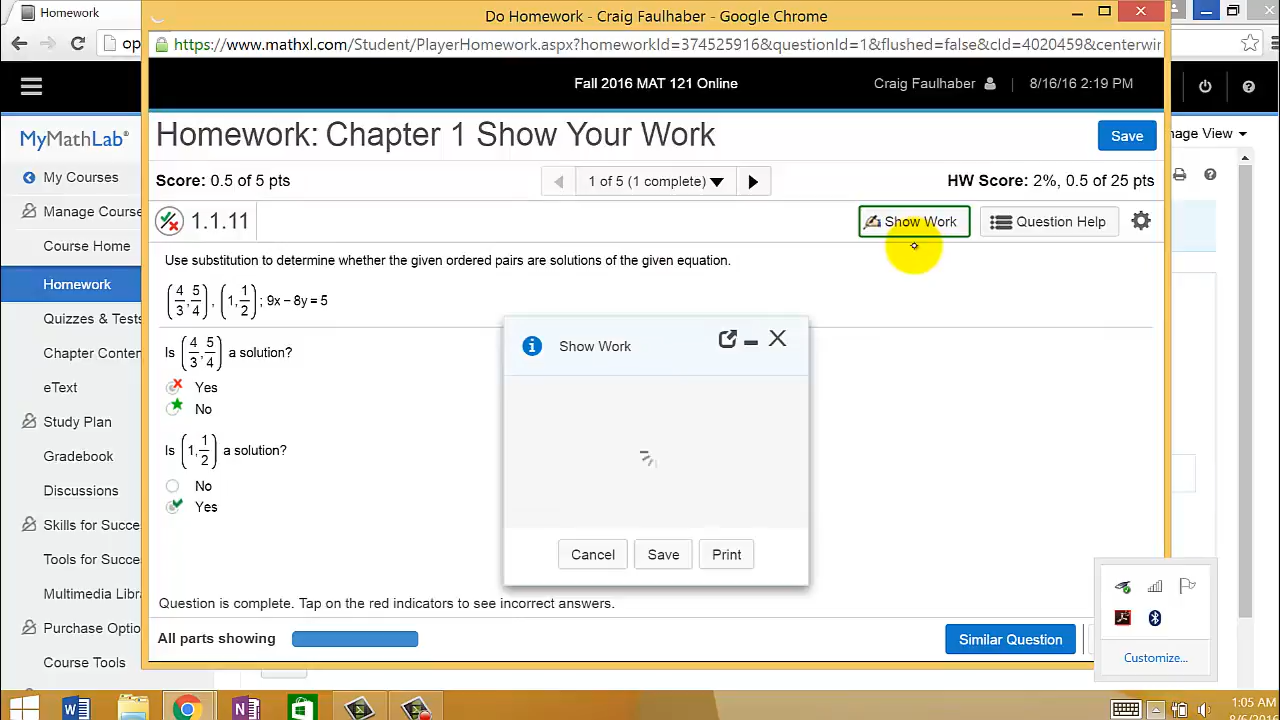 Homework
Do Homework - Craig Faulhaber - Google Chrome
op
https://www.mathxl.com/Student/PlayerHomework.aspx?homeworkId=374525916&questionId=1&flushed=false&cId=4020459&centerwi
Fall 2016 MAT 121 Online
Craig Faulhaber
8/16/16 2:19 PM
MyMathLab®
nage View
Homework: Chapter 1 Show Your Work
Save
My Courses
Manage Course
Course Home
Homework
Quizzes & Tests
Chapter Conten
eText
Study Plan
Gradebook
Discussions
Skills for Succe
Tools for Succe
Multimedia Libra
Purchase Optio
Course Tools
Score: 0.5 of 5 pts
1 of 5 (1 complete)
HW Score: 2%, 0.5 of 25 pts
1.1.11
Show Work
Question Help
Use substitution to determine whether the given ordered pairs are solutions of the given equation.
(4/3, 5/4), (1, 1/2); 9x − 8y = 5
Is (4/3, 5/4) a solution?
Yes
No
Is (1, 1/2) a solution?
No
Yes
Show Work
Cancel
Save
Print
Question is complete. Tap on the red indicators to see incorrect answers.
All parts showing
Similar Question
Customize...
1:05 AM